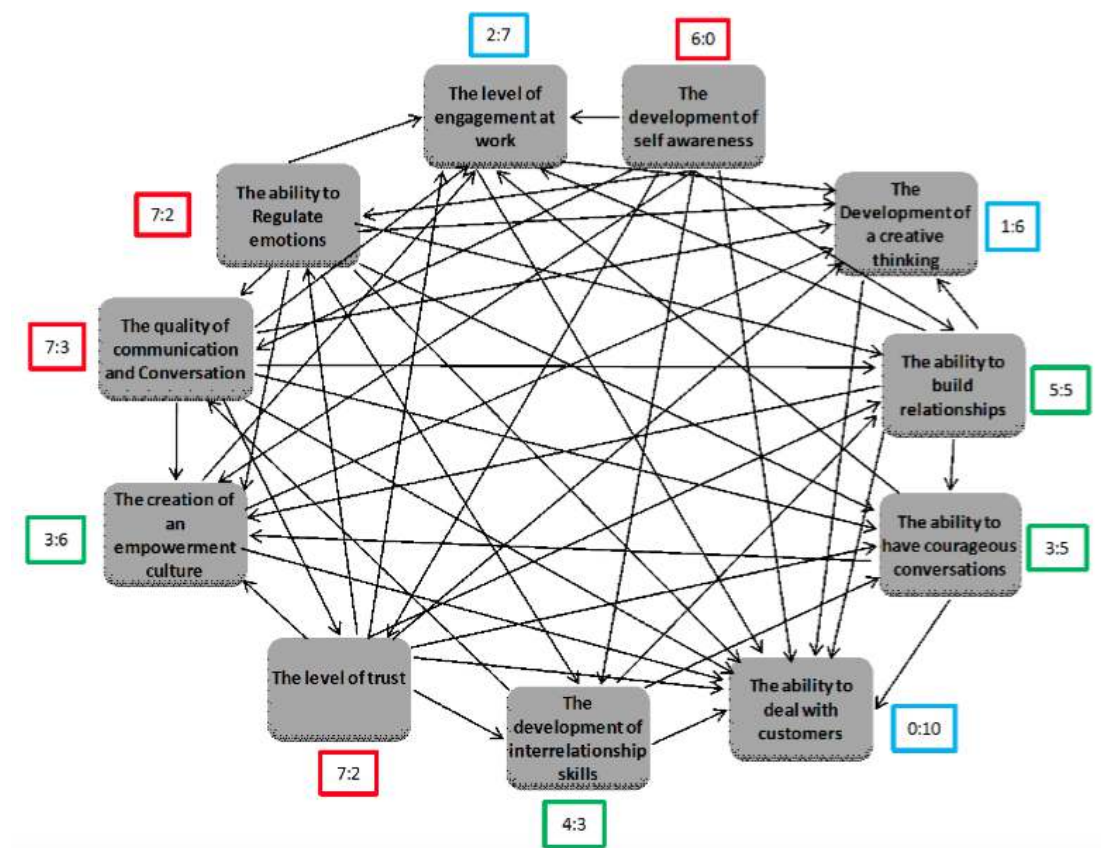 2:7
6:0
The level of
engagement at
work
The
development of
self awareness
The ability to
Regulate
emotions
7:2
The
Development of
a creative
thinking
1:6
The quality of
communication
and Conversation
7:3
The ability to
build
relationships
5:5
The creation of
an
empowerment
culture
3:6
The ability to
have courageous
conversations
3:5
The level of trust
7:2
The
development of
interrelationship
skills
4:3
The ability to
deal with
customers
0:10